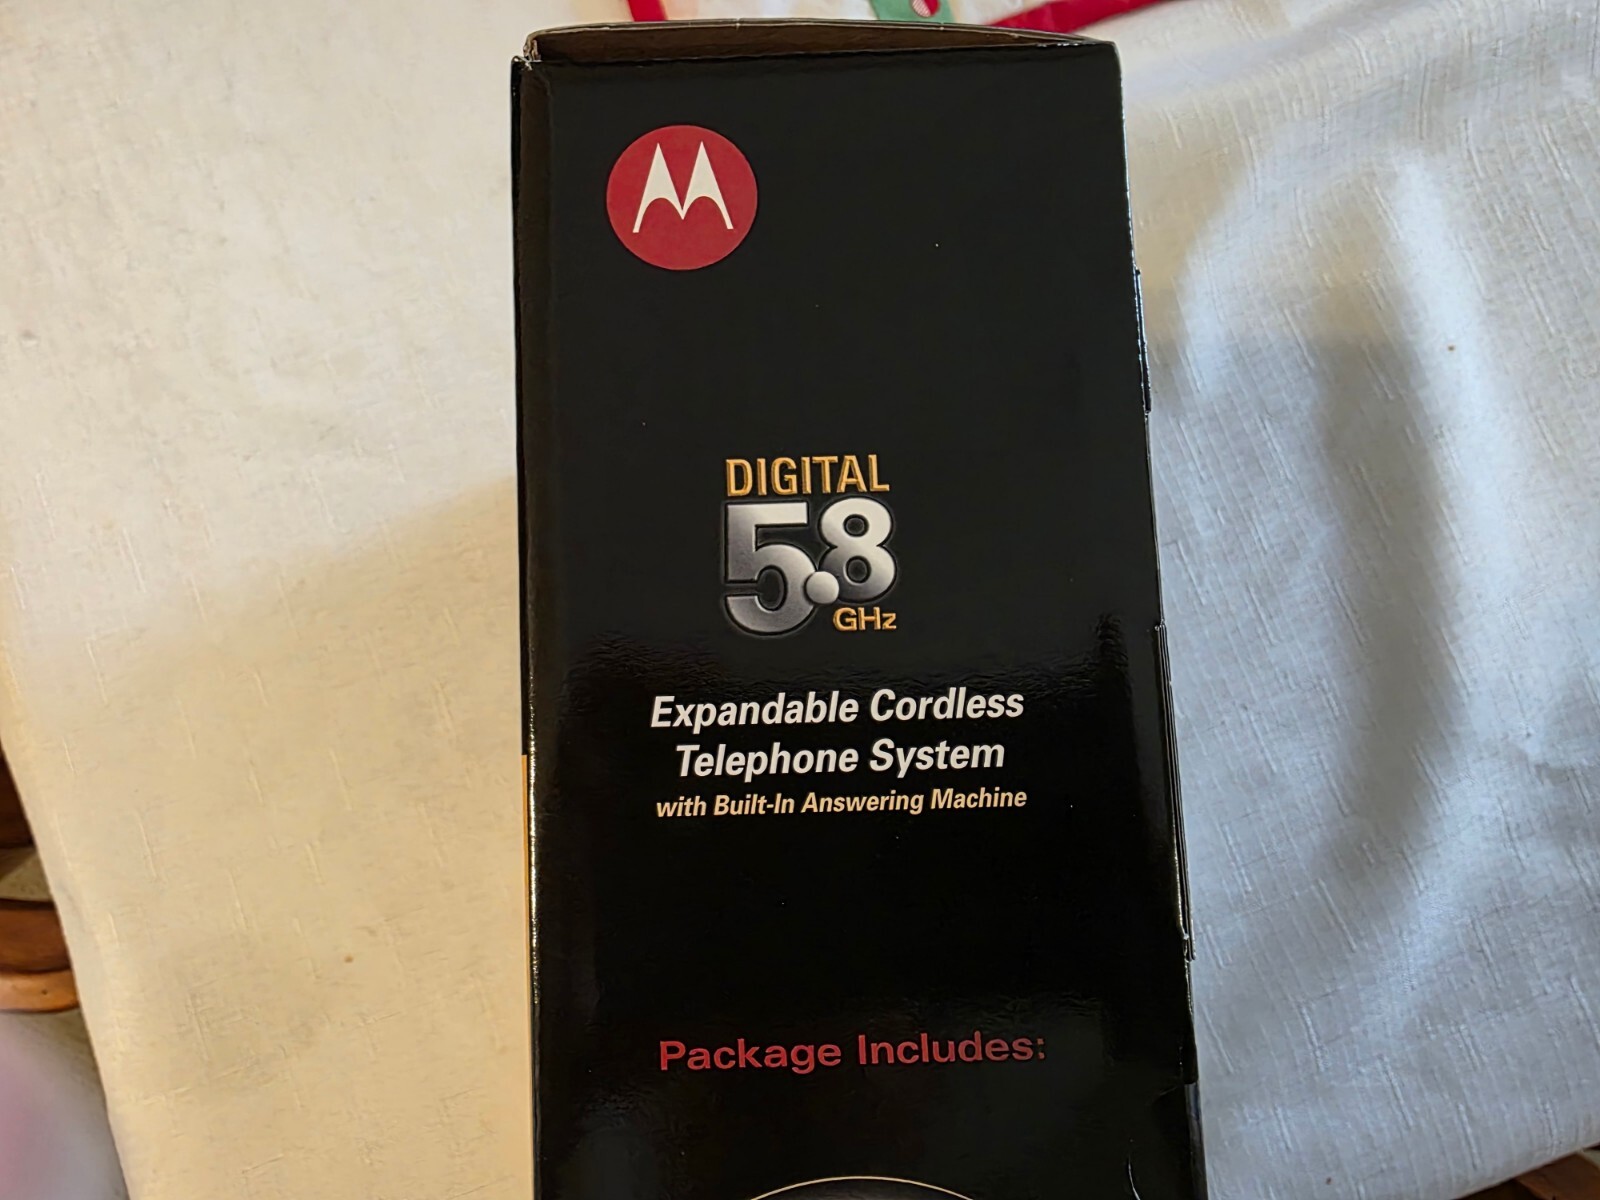 DIGITAL
5.8
GHz
Expandable Cordless
Telephone System
with Built-In Answering Machine
Package Includes: